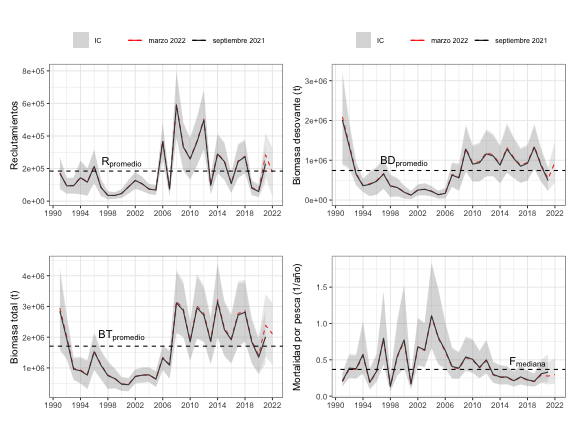 IC marzo 2022 septiembre 2021
IC marzo 2022 septiembre 2021
Reclutamientos
8e+05
6e+05
4e+05
2e+05
0e+00
Rpromedio
1990 1994 1998 2002 2006 2010 2014 2018 2022
Biomasa desovante (t)
3e+06
2e+06
1e+06
0e+00
BDpromedio
1990 1994 1998 2002 2006 2010 2014 2018 2022
Biomasa total (t)
4e+06
3e+06
2e+06
1e+06
BTpromedio
1990 1994 1998 2002 2006 2010 2014 2018 2022
Mortalidad por pesca (1/año)
1.5
1.0
0.5
0.0
Fmediana
1990 1994 1998 2002 2006 2010 2014 2018 2022